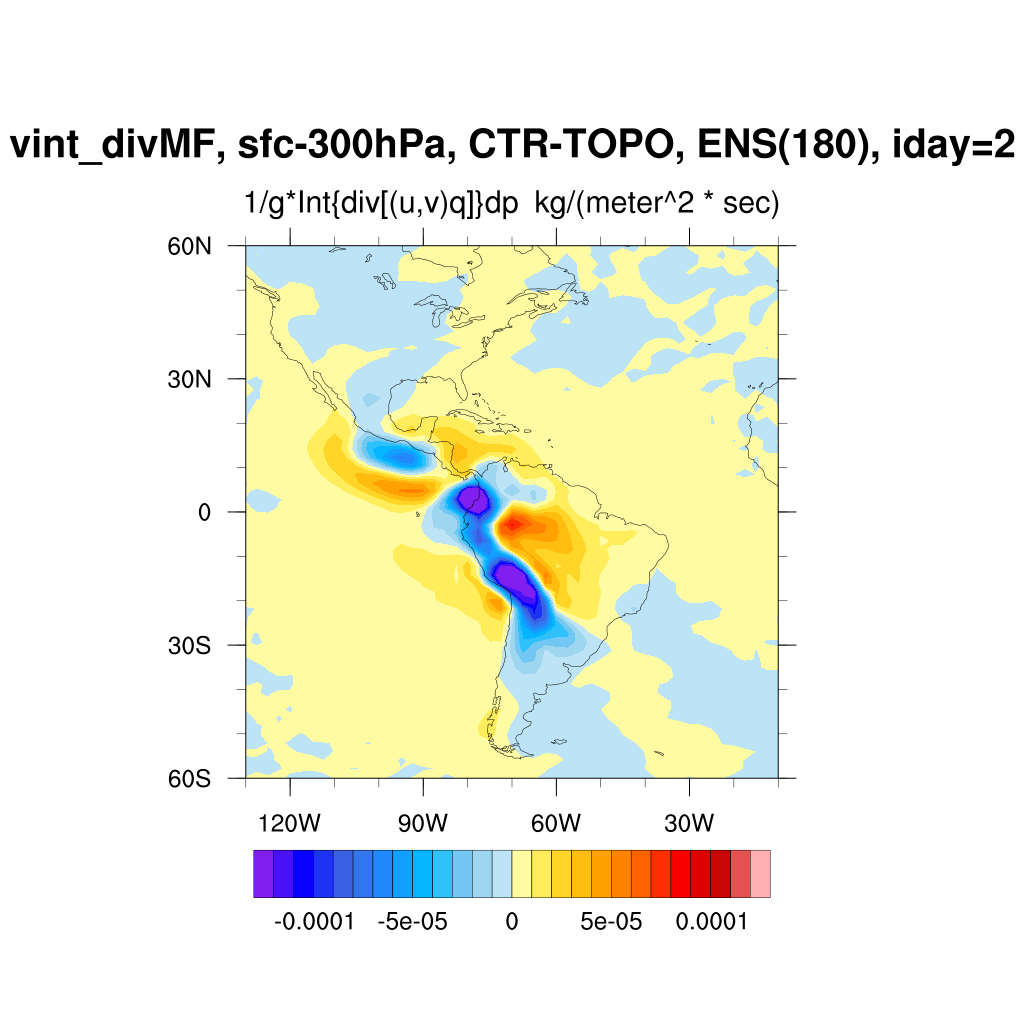 vint_divMF, sfc-300hPa, CTR-TOPO, ENS(180), iday=2
1/g*Int{div[(u,v)q]}dp  kg/(meter^2 * sec)
60N
30N
0
30S
60S
120W 90W 60W 30W
-0.0001 -5e-05 0 5e-05 0.0001